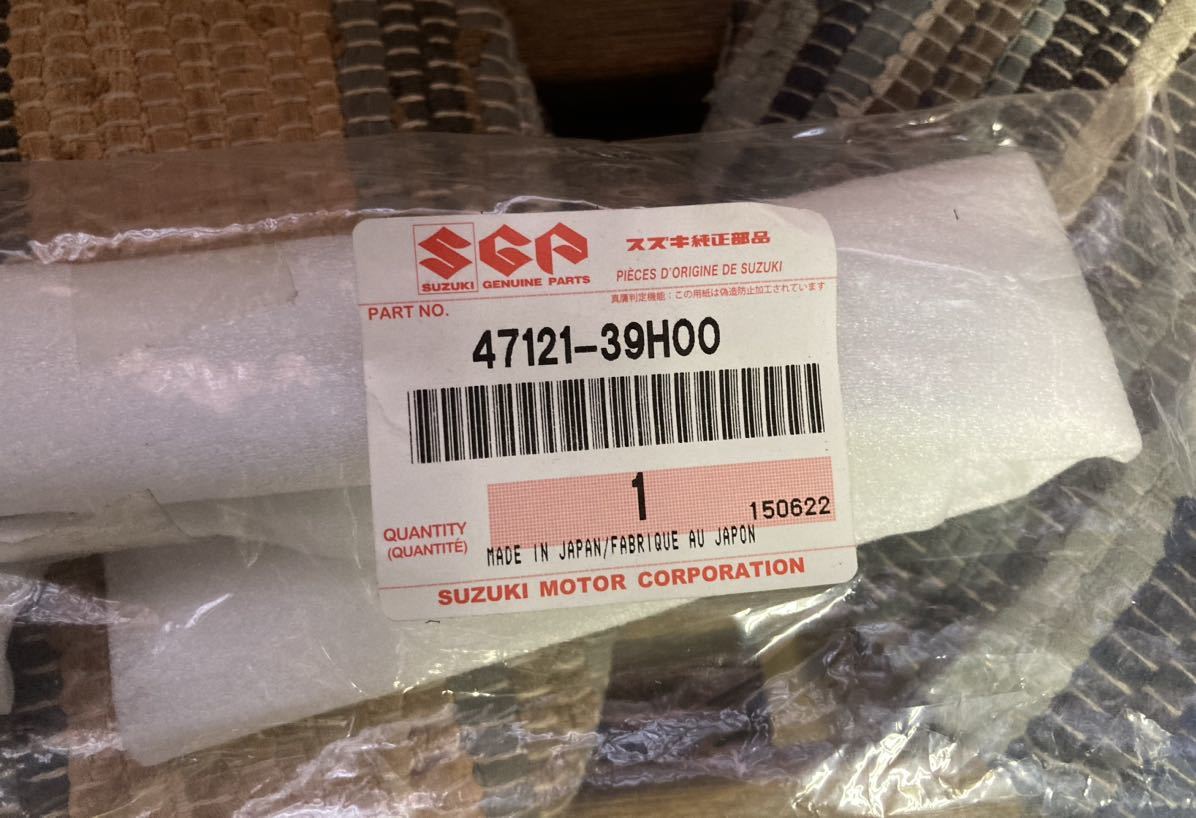 SGP
SUZUKI GENUINE PARTS
スズキ純正部品
PIÈCES D'ORIGINE DE SUZUKI
真贋判定機能：この用紙は偽造防止加工されています
PART NO.
47121-39H00
1
150622
QUANTITY
(QUANTITÉ)
MADE IN JAPAN/FABRIQUE AU JAPON
SUZUKI MOTOR CORPORATION